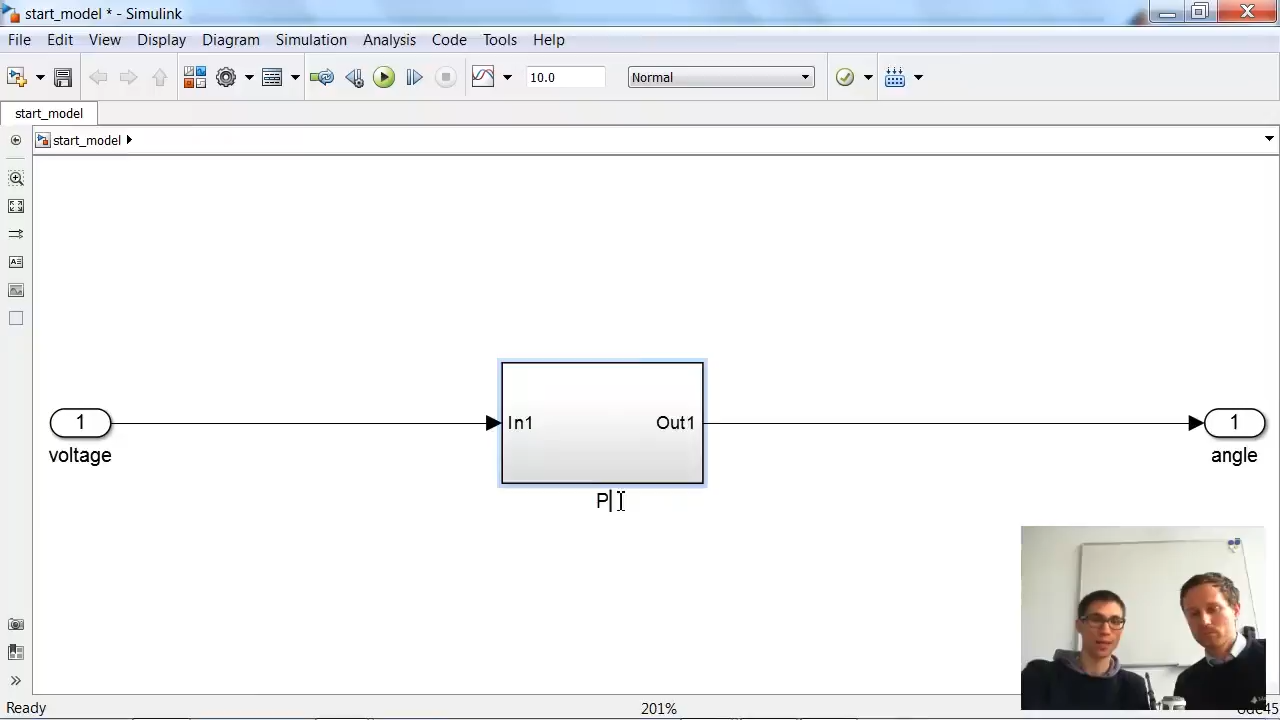 start_model * - Simulink
File Edit View Display Diagram Simulation Analysis Code Tools Help
10.0 Normal
start_model
start_model
1 In1 Out1 1
voltage angle
P
Ready 201%